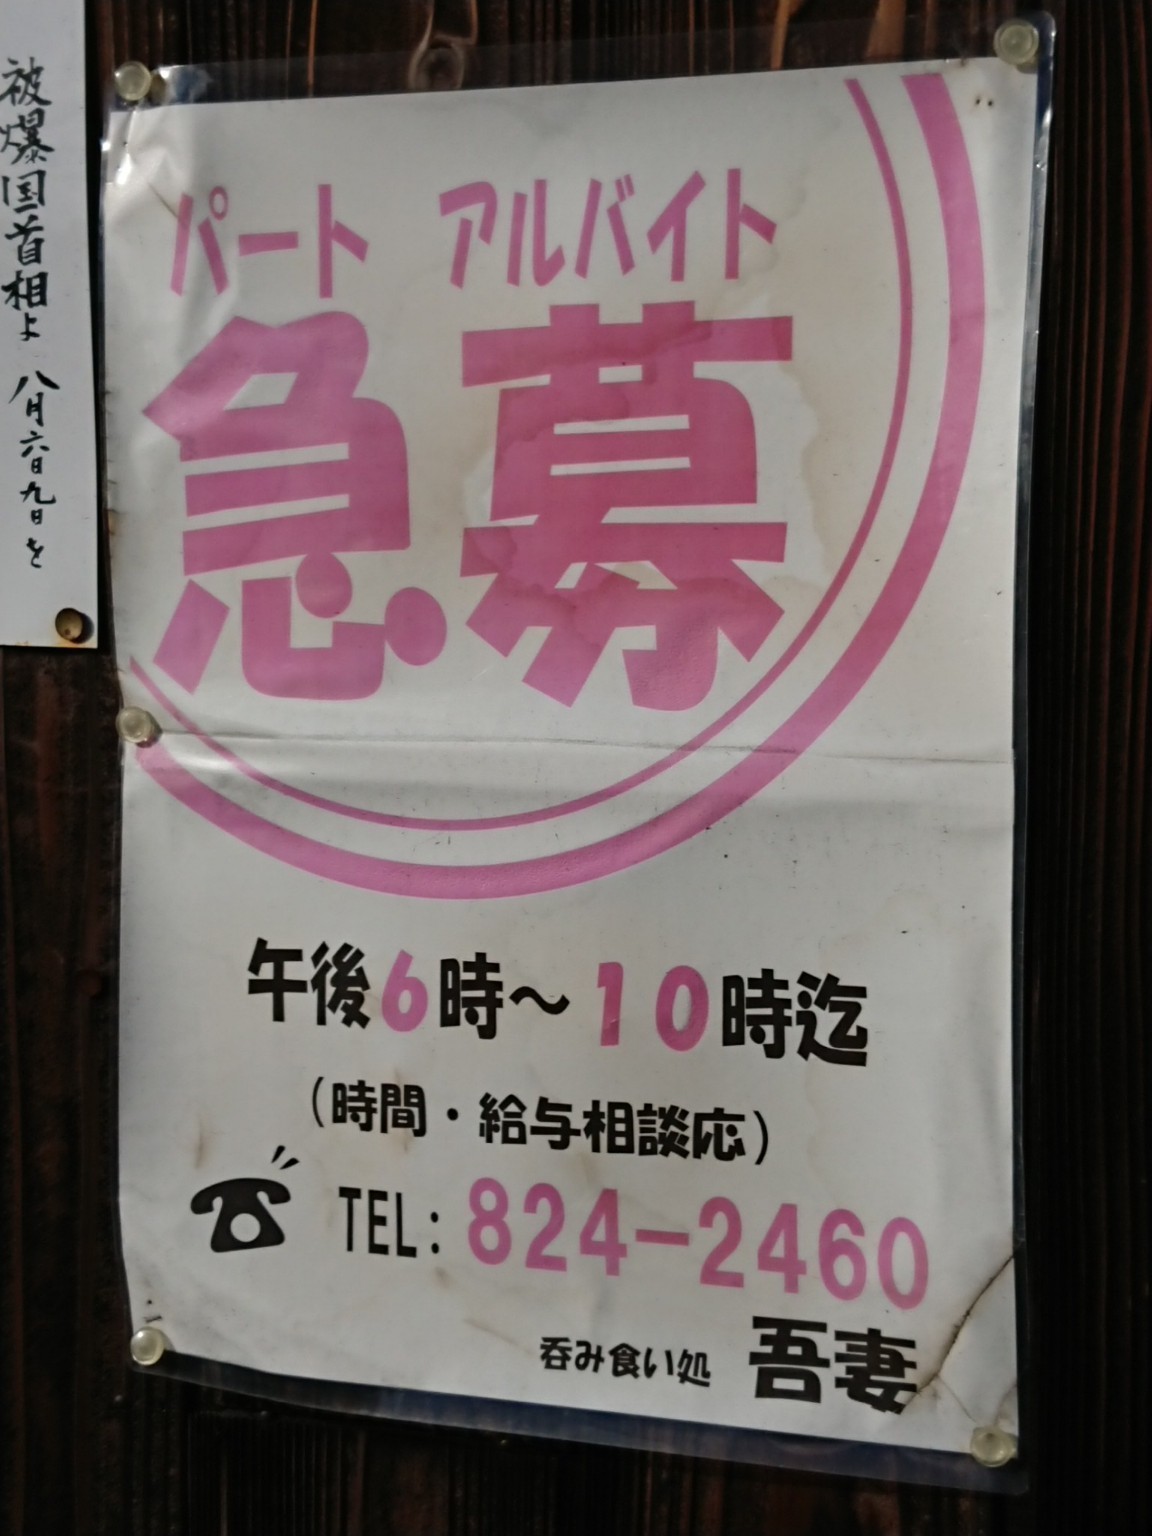 パート アルバイト
急募
午後6時〜10時迄
(時間・給与相談応)
TEL: 824-2460
呑み食い処 吾妻
被爆国首相よ 八月六日九日を